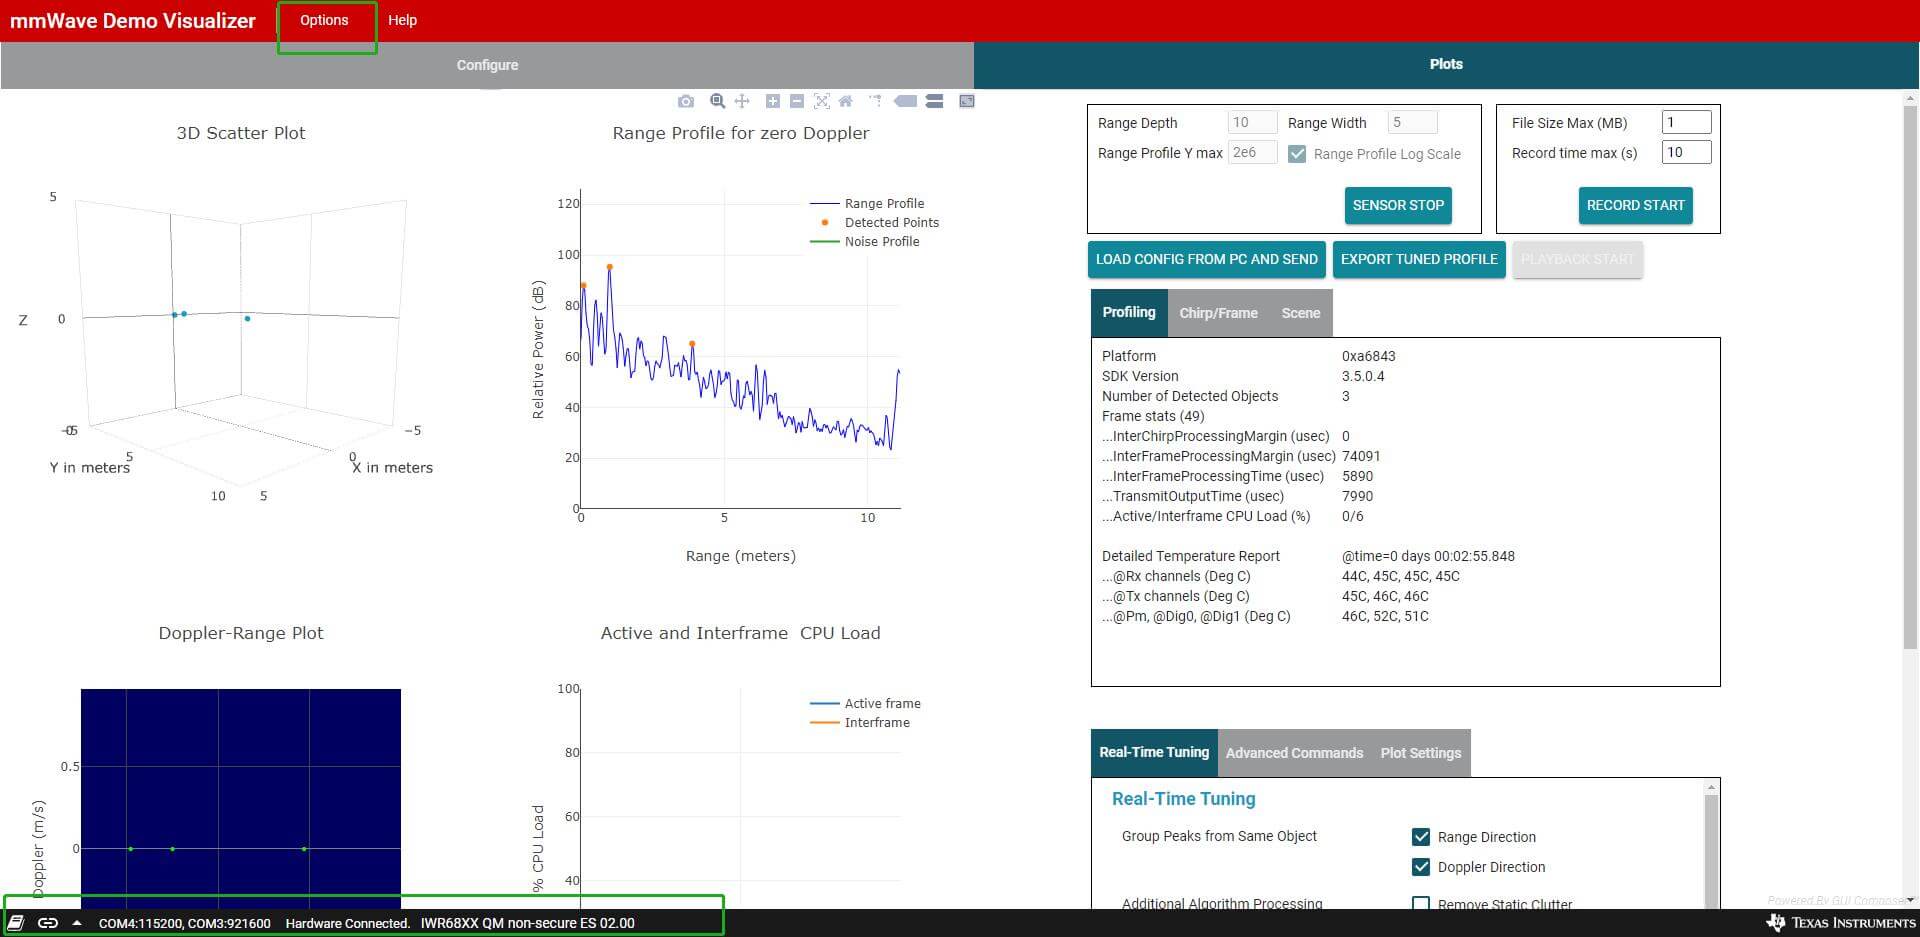 mmWave Demo Visualizer
Options
Help
Configure
Plots
3D Scatter Plot
5
Z
0
-5
0
5
-5
Y in meters
0
X in meters
10
5
Range Profile for zero Doppler
120
100
80
60
40
20
0
Relative Power (dB)
Range Profile
Detected Points
Noise Profile
0
5
10
Range (meters)
Doppler-Range Plot
0.5
0
Doppler (m/s)
Active and Interframe CPU Load
100
80
60
40
% CPU Load
Active frame
Interframe
Range Depth 10 Range Width 5
Range Profile Y max 2e6 Range Profile Log Scale
SENSOR STOP
File Size Max (MB) 1
Record time max (s) 10
RECORD START
LOAD CONFIG FROM PC AND SEND
EXPORT TUNED PROFILE
PLAYBACK START
Profiling
Chirp/Frame
Scene
Platform 0xa6843
SDK Version 3.5.0.4
Number of Detected Objects 3
Frame stats (49)
...InterChirpProcessingMargin (usec) 0
...InterFrameProcessingMargin (usec) 74091
...InterFrameProcessingTime (usec) 5890
...TransmitOutputTime (usec) 7990
...Active/Interframe CPU Load (%) 0/6
Detailed Temperature Report @time=0 days 00:02:55.848
...@Rx channels (Deg C) 44C, 45C, 45C, 45C
...@Tx channels (Deg C) 45C, 46C, 46C
...@Pm, @Dig0, @Dig1 (Deg C) 46C, 52C, 51C
Real-Time Tuning
Advanced Commands
Plot Settings
Real-Time Tuning
Group Peaks from Same Object
Range Direction
Doppler Direction
Additional Algorithm Processing
Remove Static Clutter
Powered By GUI Composer
COM4:115200, COM3:921600 Hardware Connected. IWR68XX QM non-secure ES 02.00
TEXAS INSTRUMENTS